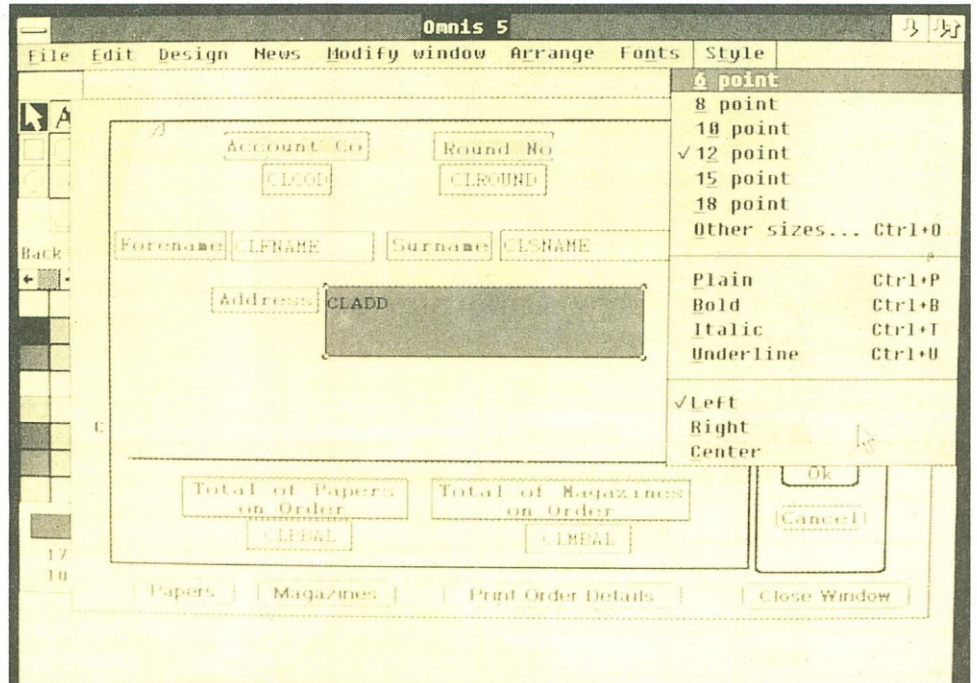 Omnis 5
File Edit Design News Modify window Arrange Fonts Style
6 point
8 point
10 point
✓12 point
15 point
18 point
Other sizes... Ctrl+O
Plain Ctrl+P
Bold Ctrl+B
Italic Ctrl+I
Underline Ctrl+U
✓Left
Right
Center
A
Account Co Round No
CLCOD CLROUND
Back
Forename CLFNAME Surname CLSNAME
Address CLADD
C
Total of Papers
on Order
Total of Magazines
on Order
CLPBAL CLMBAL
Ok
Cancel
17
10
Papers Magazines Print Order Details Close Window